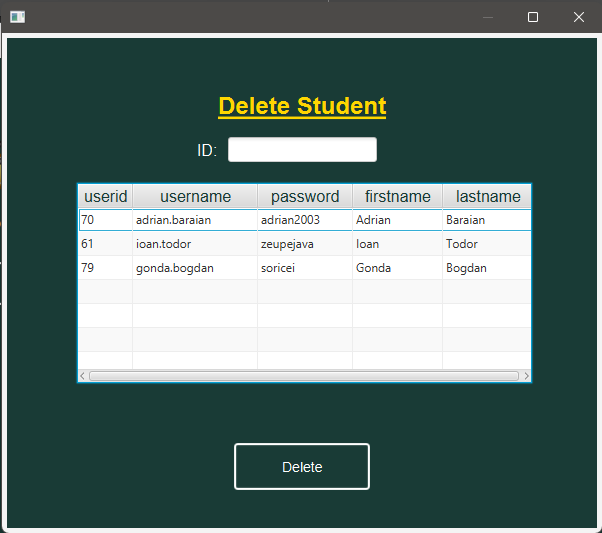 Delete Student
ID:
userid username password firstname lastname
70 adrian.baraian adrian2003 Adrian Baraian
61 ioan.todor zeupejava Ioan Todor
79 gonda.bogdan soricei Gonda Bogdan
Delete